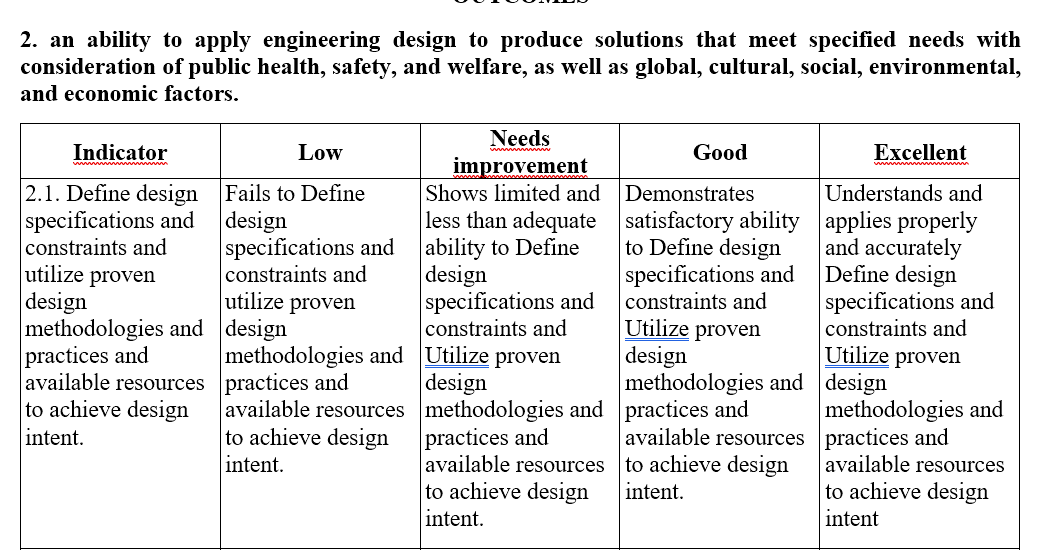 OUTCOMES
2. an ability to apply engineering design to produce solutions that meet specified needs with
consideration of public health, safety, and welfare, as well as global, cultural, social, environmental,
and economic factors.
Indicator
Low
Needs
improvement
Good
Excellent
2.1. Define design
specifications and
constraints and
utilize proven
design
methodologies and
practices and
available resources
to achieve design
intent.
Fails to Define
design
specifications and
constraints and
utilize proven
design
methodologies and
practices and
available resources
to achieve design
intent.
Shows limited and
less than adequate
ability to Define
design
specifications and
constraints and
Utilize proven
design
methodologies and
practices and
available resources
to achieve design
intent.
Demonstrates
satisfactory ability
to Define design
specifications and
constraints and
Utilize proven
design
methodologies and
practices and
available resources
to achieve design
intent.
Understands and
applies properly
and accurately
Define design
specifications and
constraints and
Utilize proven
design
methodologies and
practices and
available resources
to achieve design
intent